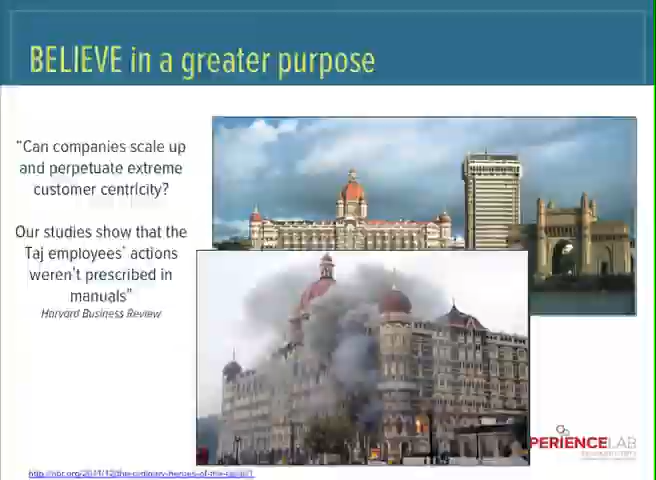 BELIEVE in a greater purpose
“Can companies scale up
and perpetuate extreme
customer centricity?
Our studies show that the
Taj employees’ actions
weren’t prescribed in
manuals”
Harvard Business Review
PERIENCELAB